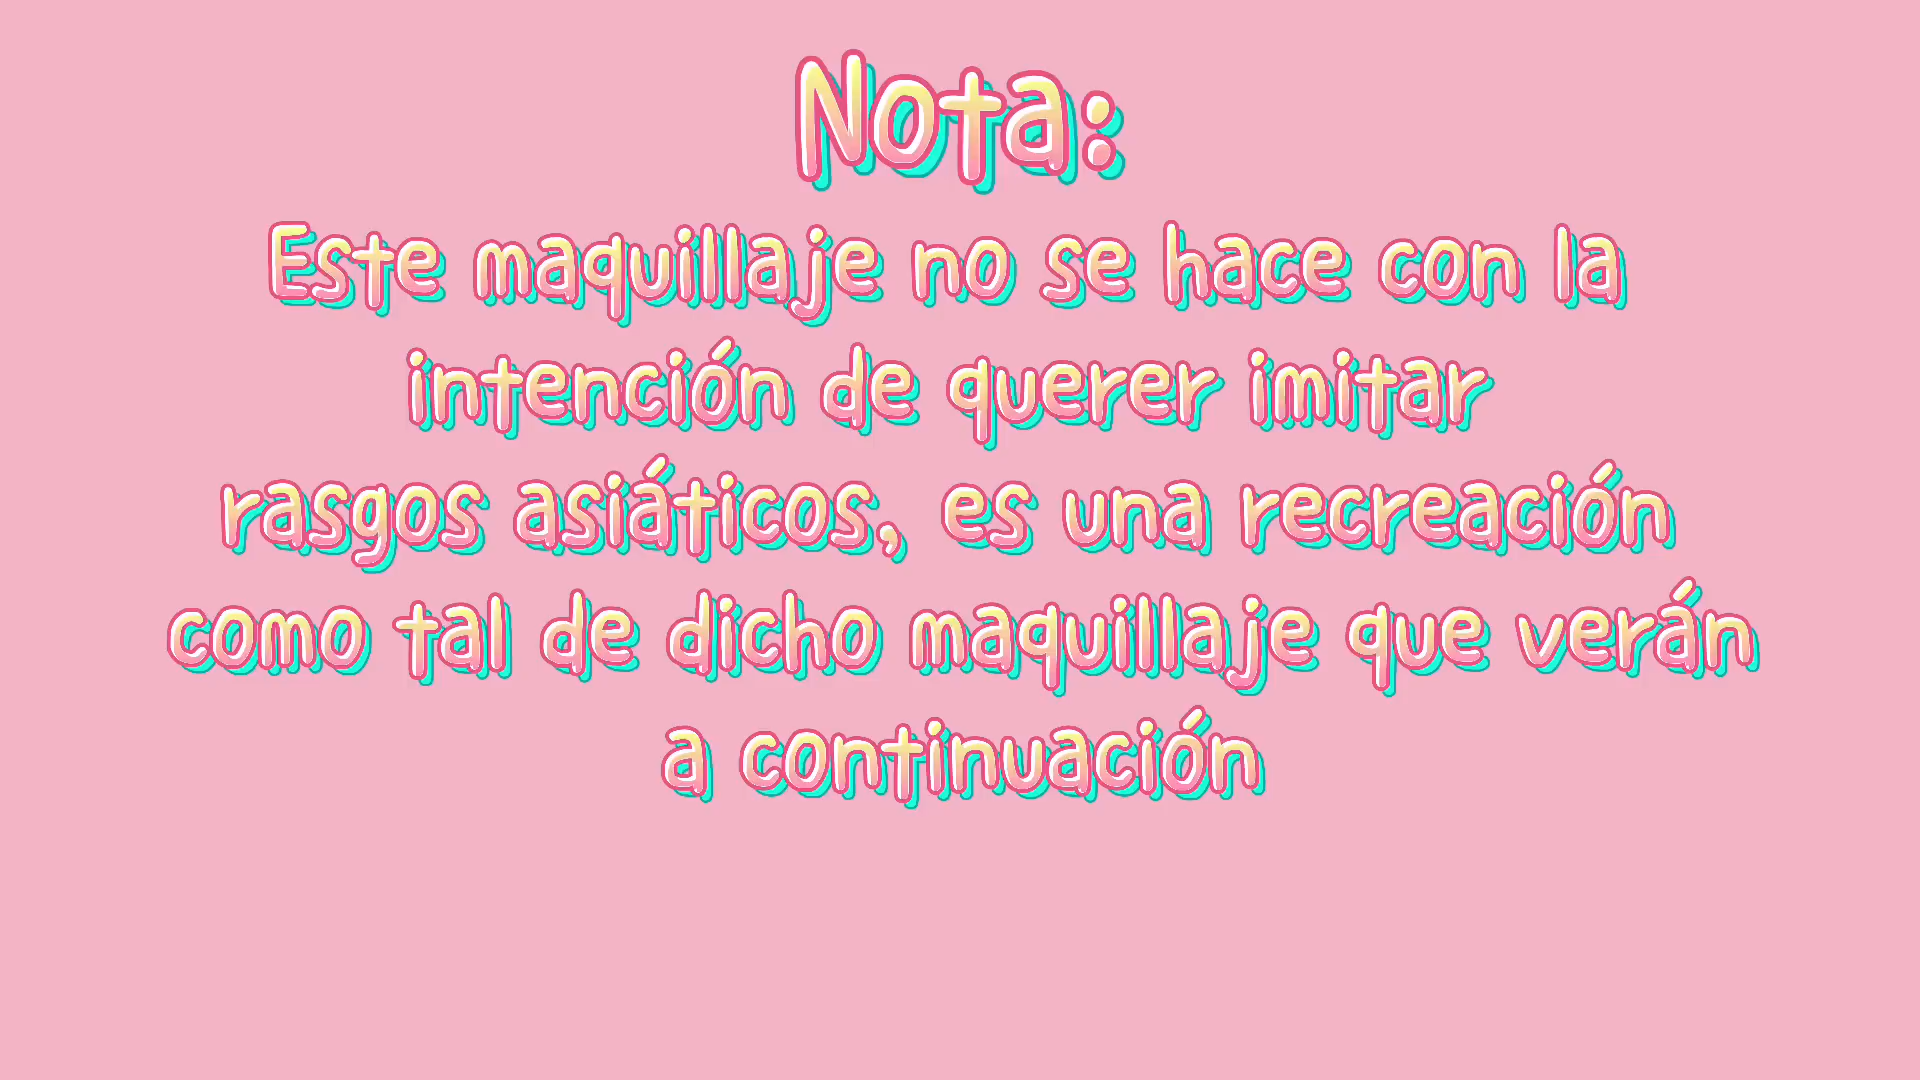 Nota:
Este maquillaje no se hace con la
intención de querer imitar
rasgos asiáticos, es una recreación
como tal de dicho maquillaje que verán
a continuación